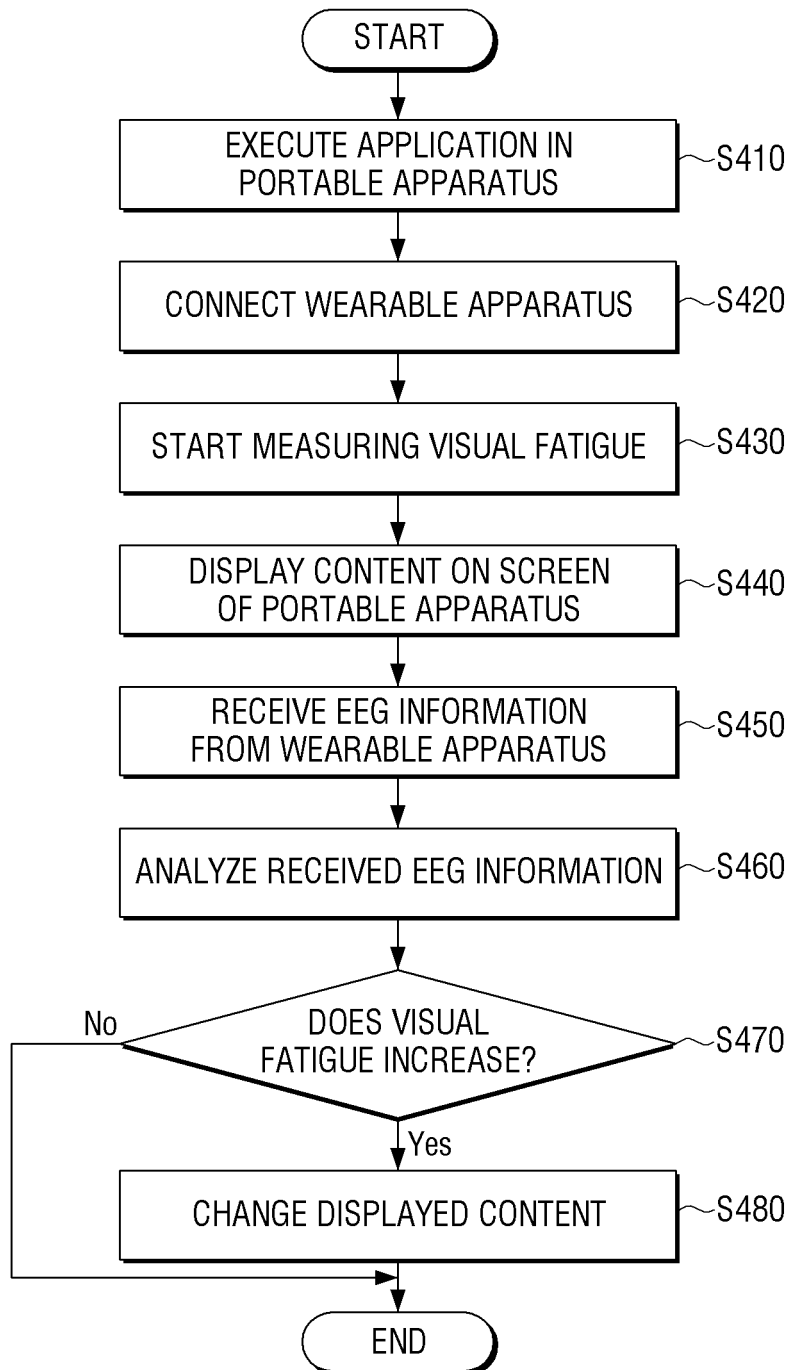 START
EXECUTE APPLICATION IN
PORTABLE APPARATUS
S410
CONNECT WEARABLE APPARATUS
S420
START MEASURING VISUAL FATIGUE
S430
DISPLAY CONTENT ON SCREEN
OF PORTABLE APPARATUS
S440
RECEIVE EEG INFORMATION
FROM WEARABLE APPARATUS
S450
ANALYZE RECEIVED EEG INFORMATION
S460
No
DOES VISUAL
FATIGUE INCREASE?
S470
Yes
CHANGE DISPLAYED CONTENT
S480
END